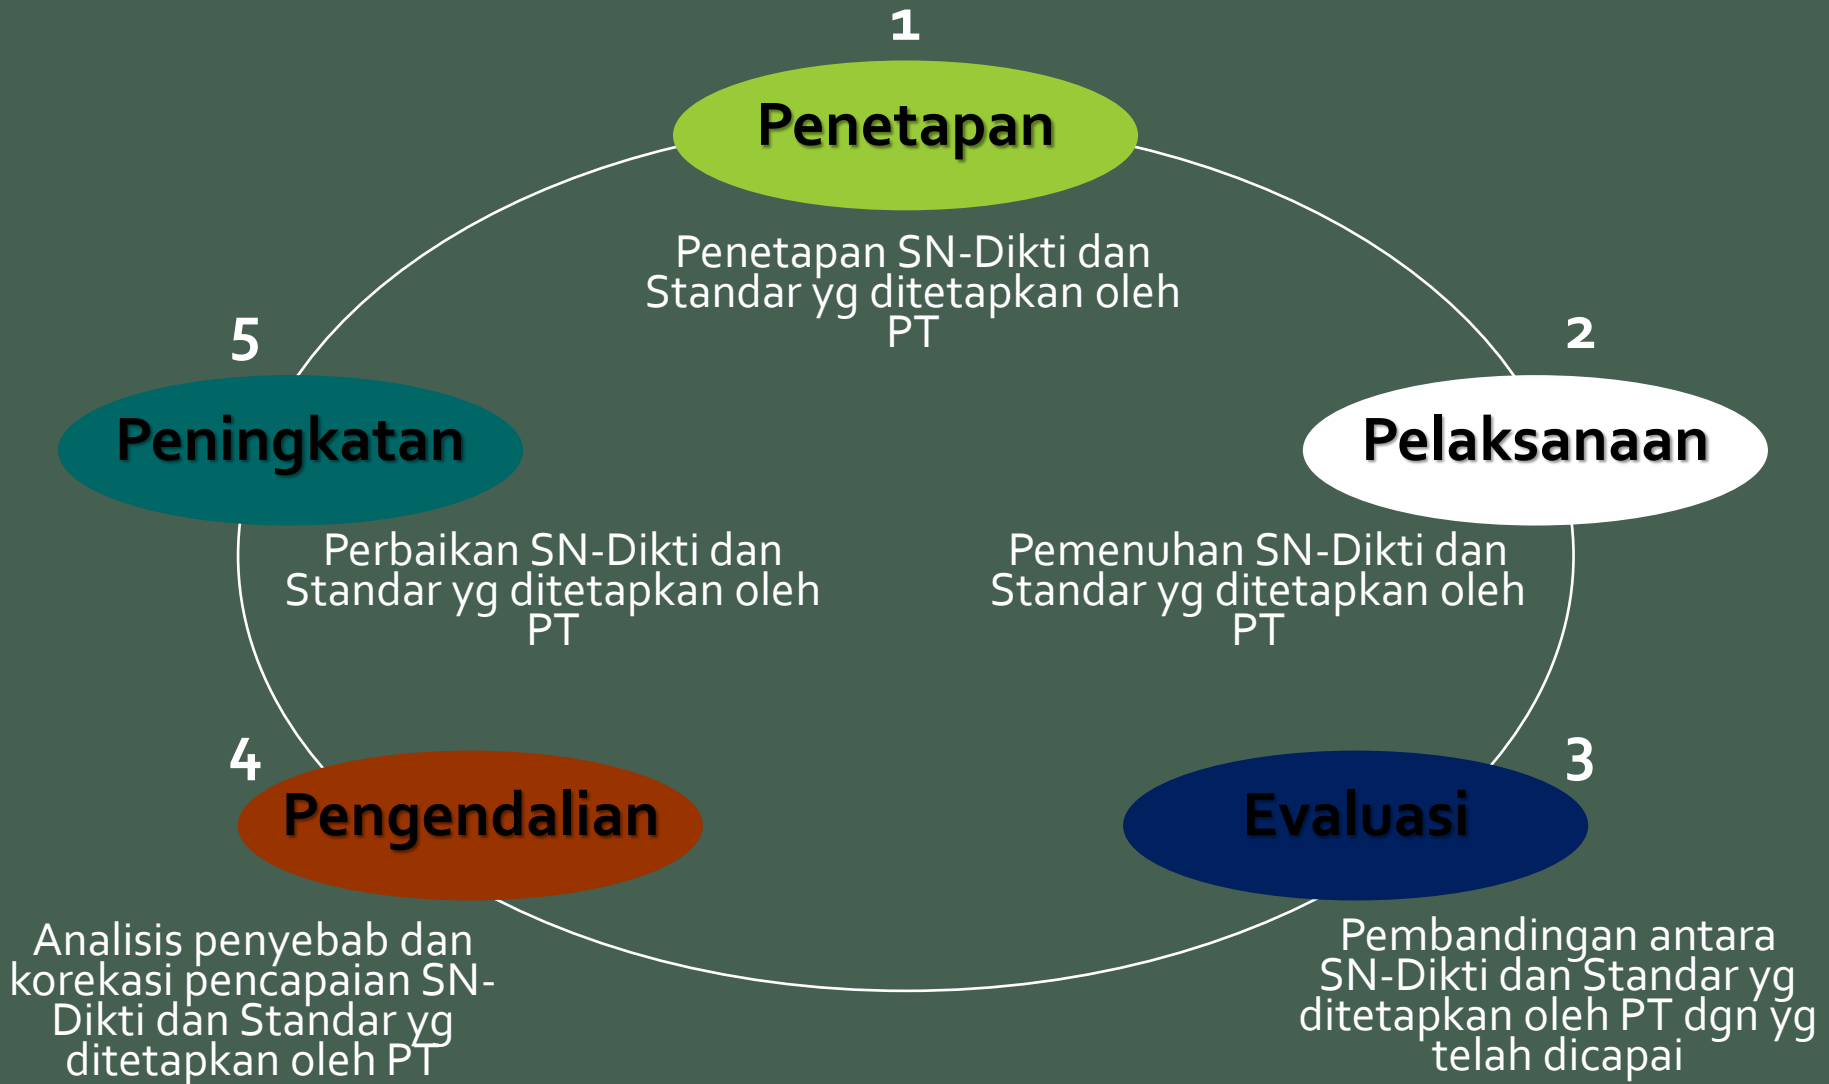 1
Penetapan
Penetapan SN-Dikti dan
Standar yg ditetapkan oleh
PT
2
Pelaksanaan
Pemenuhan SN-Dikti dan
Standar yg ditetapkan oleh
PT
3
Evaluasi
Pembandingan antara
SN-Dikti dan Standar yg
ditetapkan oleh PT dgn yg
telah dicapai
4
Pengendalian
Analisis penyebab dan
korekasi pencapaian SN-
Dikti dan Standar yg
ditetapkan oleh PT
5
Peningkatan
Perbaikan SN-Dikti dan
Standar yg ditetapkan oleh
PT